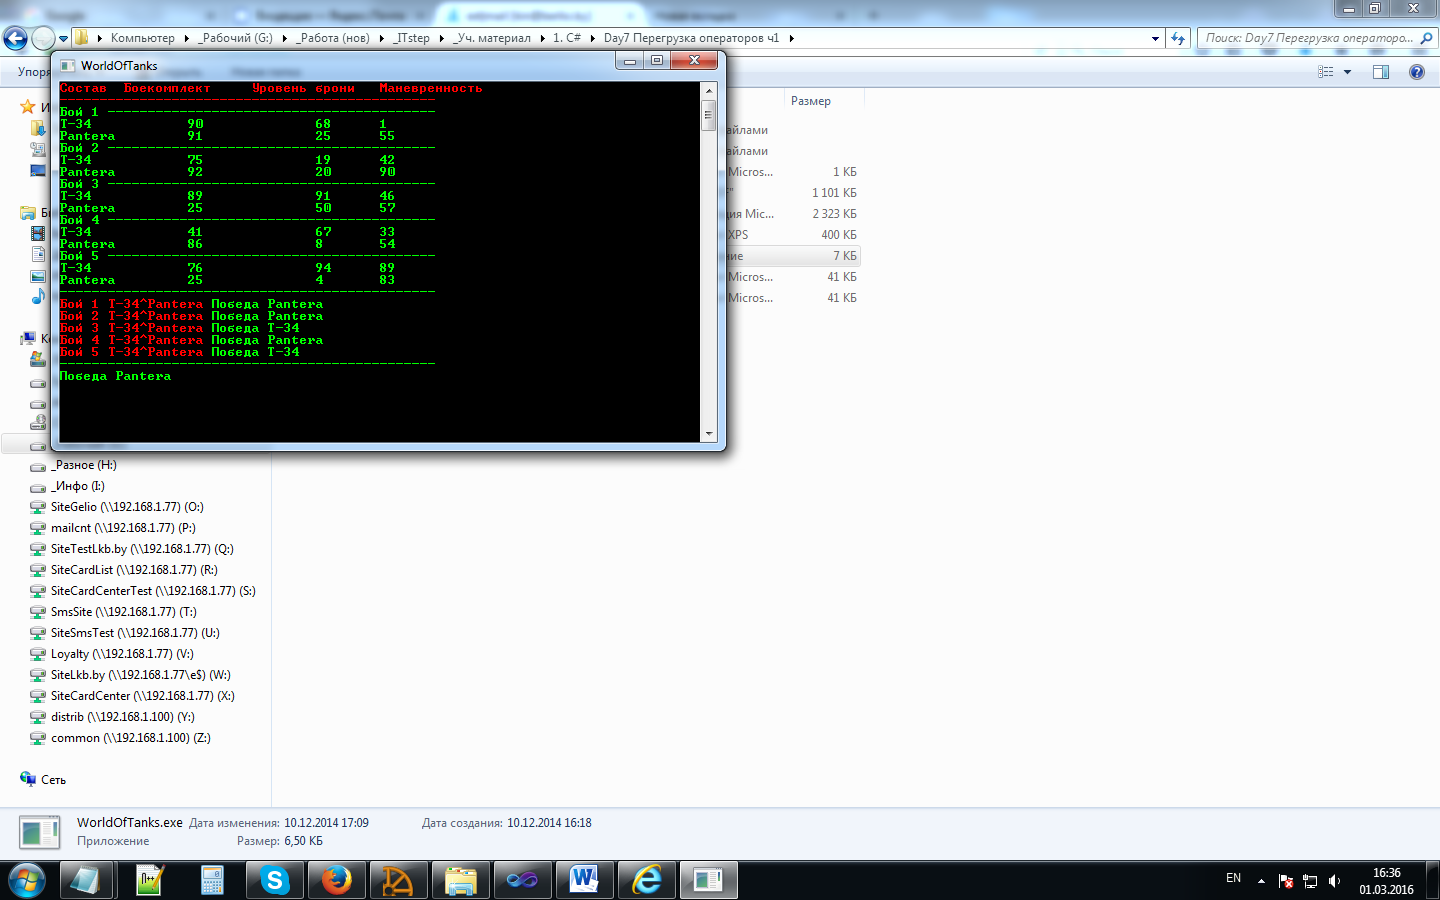 Компьютер ▸ _Рабочий (G:) ▸ _Работа (нов) ▸ _ITstep ▸ _Уч. материал ▸ 1. C# ▸ Day7 Перегрузка операторов ч1 ▸
Поиск: Day7 Перегрузка операторо...
Упоря
WorldOfTanks
Состав Боекомплект Уровень брони Маневренность
Бой 1
T-34 90 68 1
Pantera 91 25 55
Бой 2
T-34 75 19 42
Pantera 92 20 90
Бой 3
T-34 89 91 46
Pantera 25 50 57
Бой 4
T-34 41 67 33
Pantera 86 8 54
Бой 5
T-34 76 94 89
Pantera 25 4 83
Бой 1 T-34^Pantera Победа Pantera
Бой 2 T-34^Pantera Победа Pantera
Бой 3 T-34^Pantera Победа T-34
Бой 4 T-34^Pantera Победа Pantera
Бой 5 T-34^Pantera Победа T-34
Победа Pantera
Размер
айлами
айлами
Micros... 1 КБ
1 101 КБ
ция Mic... 2 323 КБ
XPS 400 КБ
ние 7 КБ
Micros... 41 КБ
Micros... 41 КБ
_Разное (H:)
_Инфо (I:)
SiteGelio (\\192.168.1.77) (O:)
mailcnt (\\192.168.1.77) (P:)
SiteTestLkb.by (\\192.168.1.77) (Q:)
SiteCardList (\\192.168.1.77) (R:)
SiteCardCenterTest (\\192.168.1.77) (S:)
SmsSite (\\192.168.1.77) (T:)
SiteSmsTest (\\192.168.1.77) (U:)
Loyalty (\\192.168.1.77) (V:)
SiteLkb.by (\\192.168.1.77\e$) (W:)
SiteCardCenter (\\192.168.1.77) (X:)
distrib (\\192.168.1.100) (Y:)
common (\\192.168.1.100) (Z:)
Сеть
WorldOfTanks.exe Дата изменения: 10.12.2014 17:09 Дата создания: 10.12.2014 16:18
Приложение Размер: 6,50 КБ
EN
16:36
01.03.2016